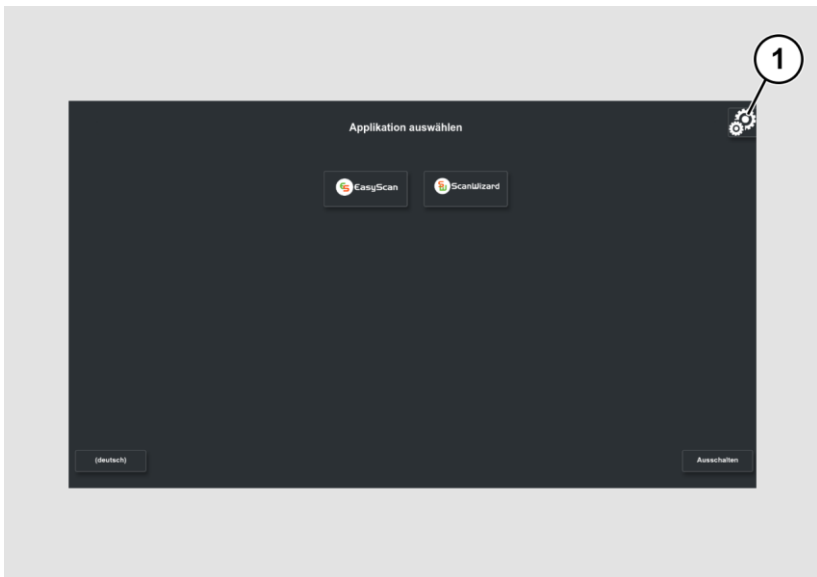 1
Applikation auswählen
EasyScan
ScanWizard
(deutsch)
Ausschalten